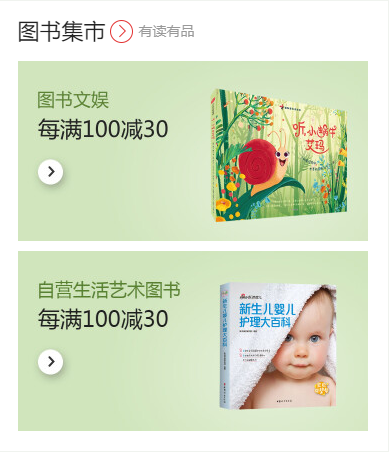 图书集市
有读有品
图书文娱
每满100减30
听,小蜗牛
艾玛
自营生活艺术图书
每满100减30
新生儿婴儿
护理大百科